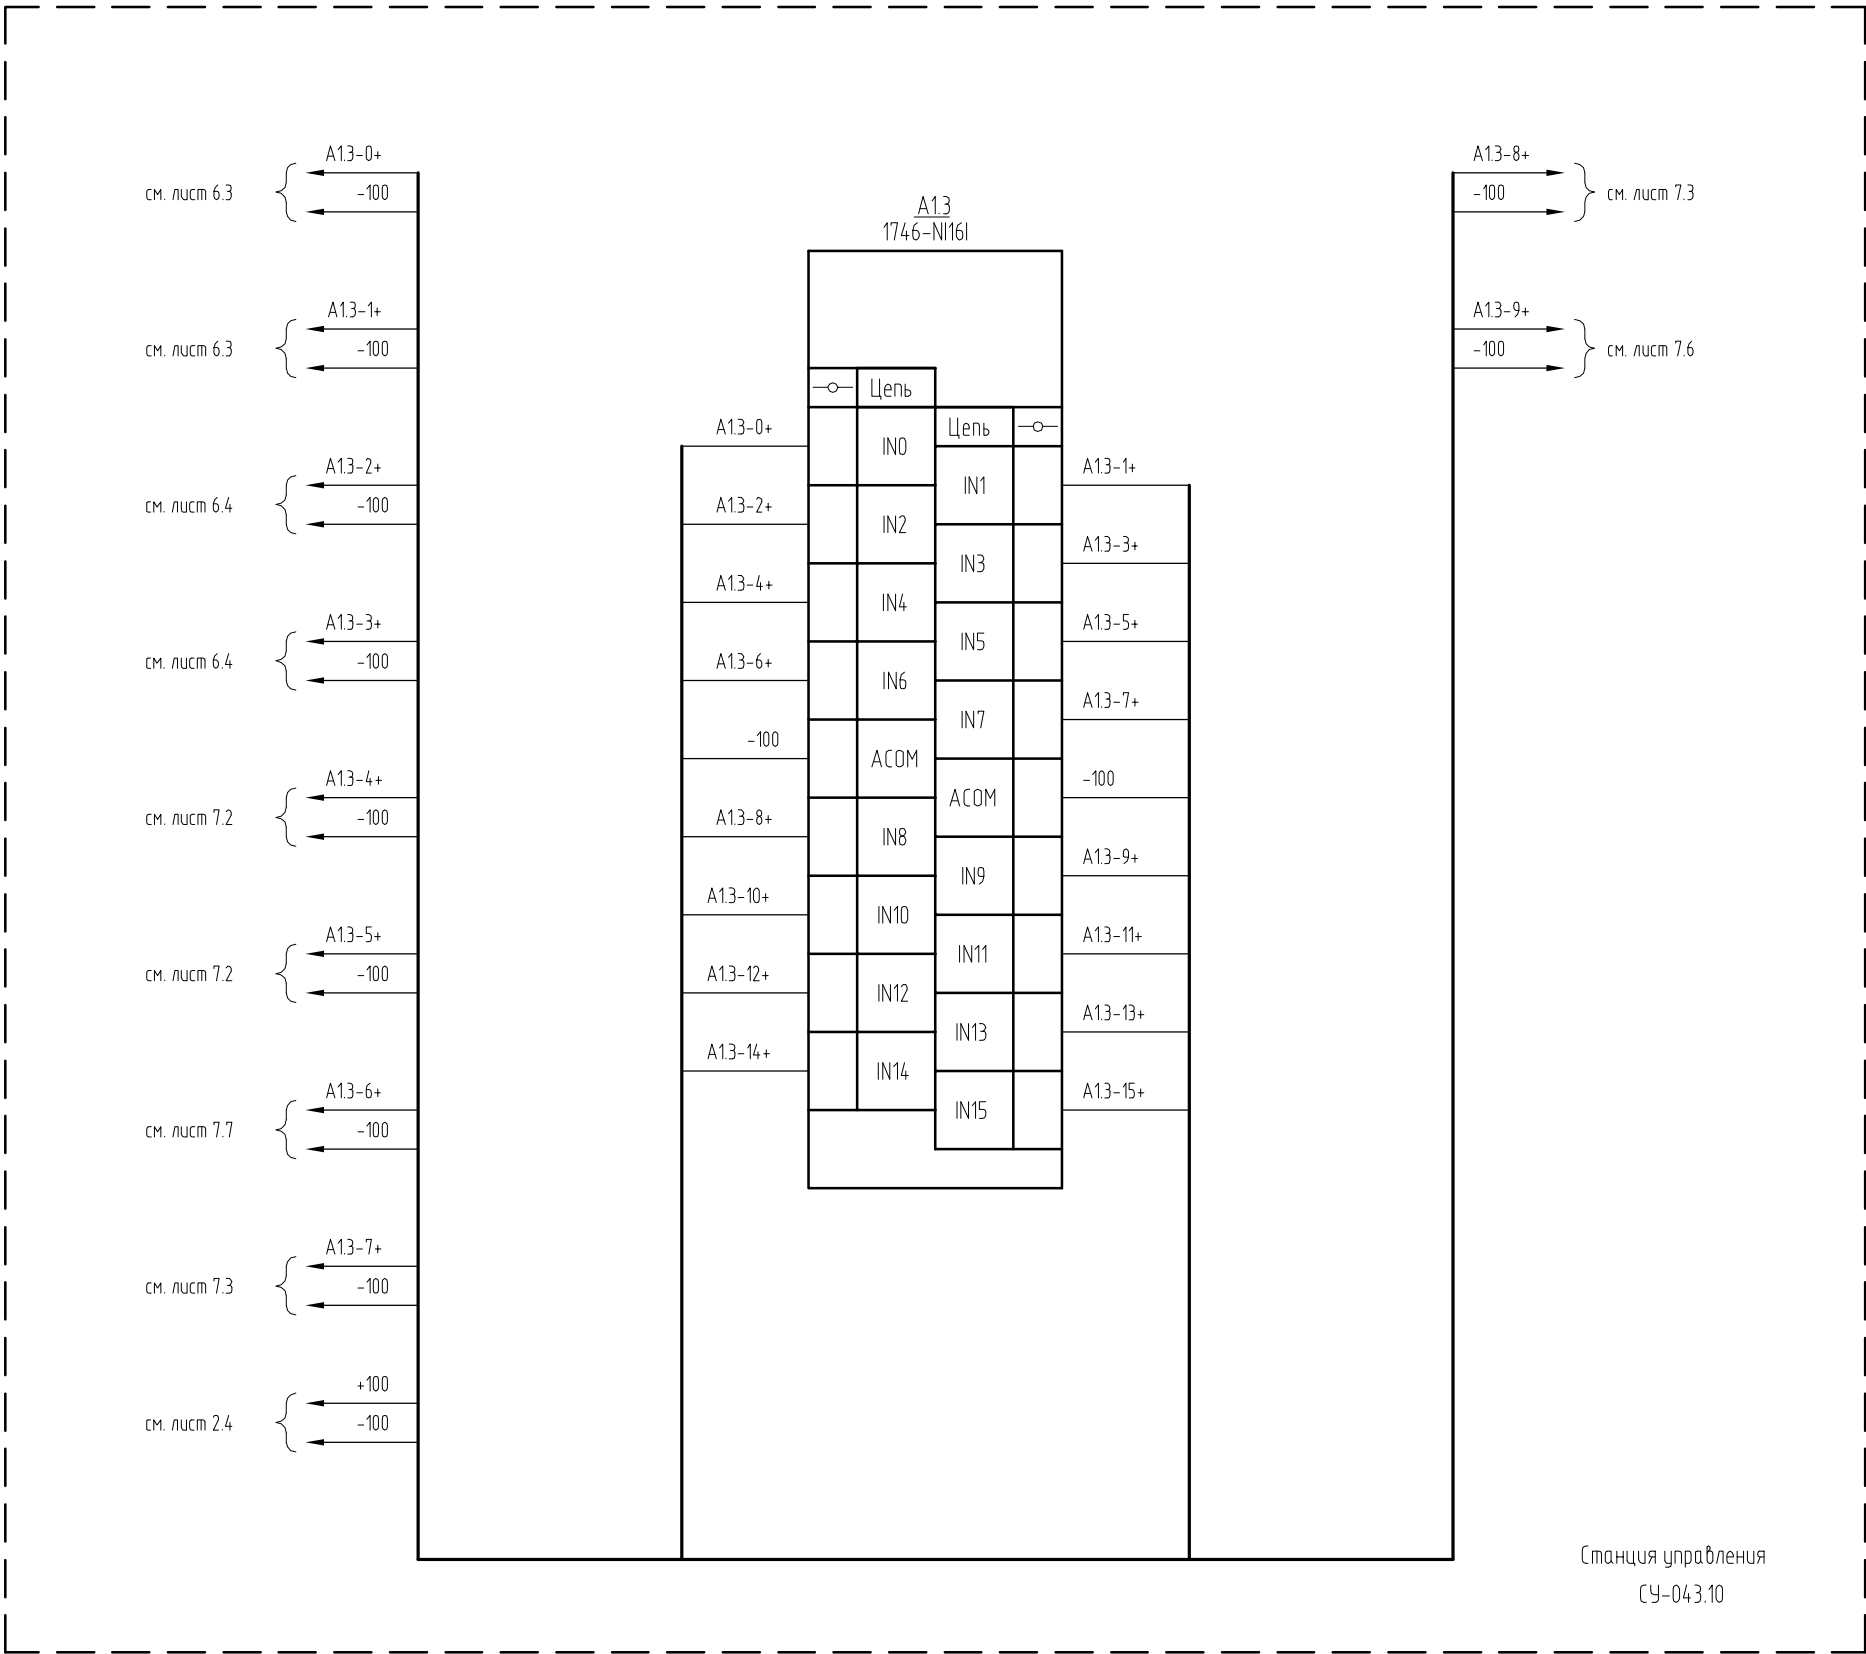 А1.3-0+
-100
см. лист 6.3
А1.3-1+
-100
см. лист 6.3
А1.3-2+
-100
см. лист 6.4
А1.3-3+
-100
см. лист 6.4
А1.3-4+
-100
см. лист 7.2
А1.3-5+
-100
см. лист 7.2
А1.3-6+
-100
см. лист 7.7
А1.3-7+
-100
см. лист 7.3
+100
-100
см. лист 2.4
А1.3
1746-NI16I
Цепь
Цепь
А1.3-0+
IN0
IN1
А1.3-1+
А1.3-2+
IN2
IN3
А1.3-3+
А1.3-4+
IN4
IN5
А1.3-5+
А1.3-6+
IN6
IN7
А1.3-7+
-100
ACOM
ACOM
-100
А1.3-8+
IN8
IN9
А1.3-9+
А1.3-10+
IN10
IN11
А1.3-11+
А1.3-12+
IN12
IN13
А1.3-13+
А1.3-14+
IN14
IN15
А1.3-15+
А1.3-8+
-100
см. лист 7.3
А1.3-9+
-100
см. лист 7.6
Станция управления
СУ-043.10